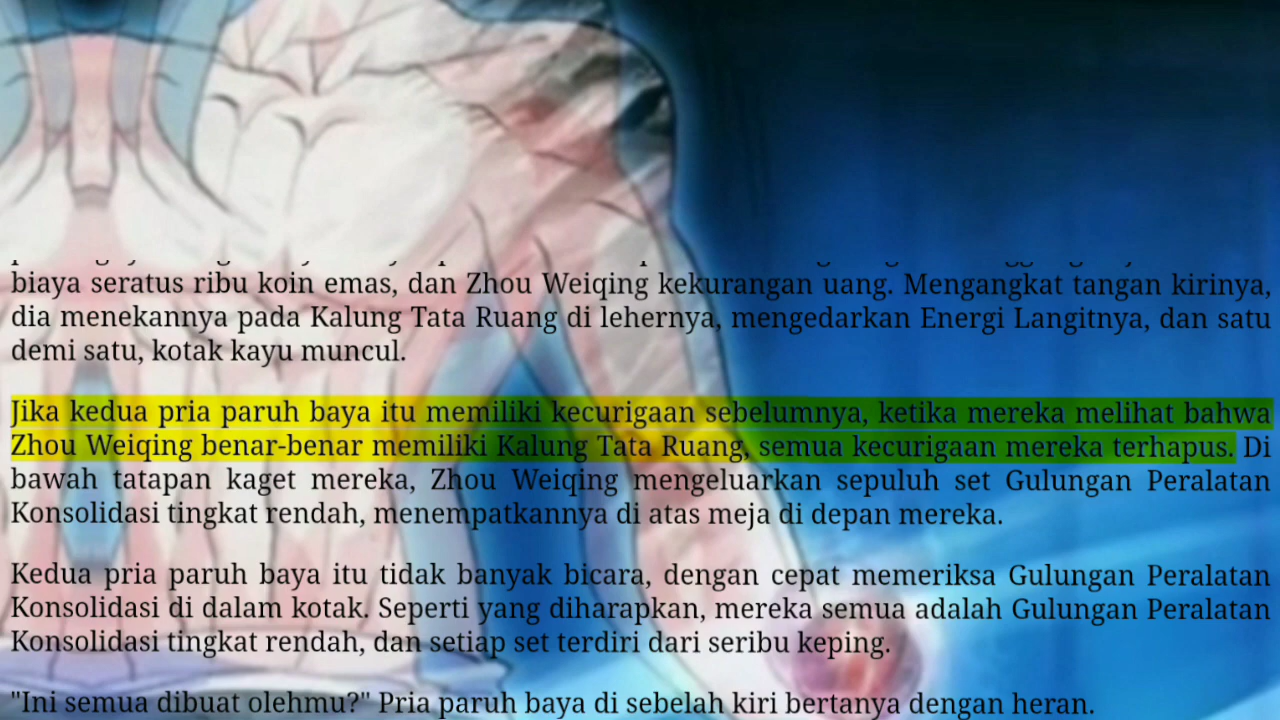 biaya seratus ribu koin emas, dan Zhou Weiqing kekurangan uang. Mengangkat tangan kirinya,
dia menekannya pada Kalung Tata Ruang di lehernya, mengedarkan Energi Langitnya, dan satu
demi satu, kotak kayu muncul.
Jika kedua pria paruh baya itu memiliki kecurigaan sebelumnya, ketika mereka melihat bahwa
Zhou Weiqing benar-benar memiliki Kalung Tata Ruang, semua kecurigaan mereka terhapus. Di
bawah tatapan kaget mereka, Zhou Weiqing mengeluarkan sepuluh set Gulungan Peralatan
Konsolidasi tingkat rendah, menempatkannya di atas meja di depan mereka.
Kedua pria paruh baya itu tidak banyak bicara, dengan cepat memeriksa Gulungan Peralatan
Konsolidasi di dalam kotak. Seperti yang diharapkan, mereka semua adalah Gulungan Peralatan
Konsolidasi tingkat rendah, dan setiap set terdiri dari seribu keping.
"Ini semua dibuat olehmu?" Pria paruh baya di sebelah kiri bertanya dengan heran.